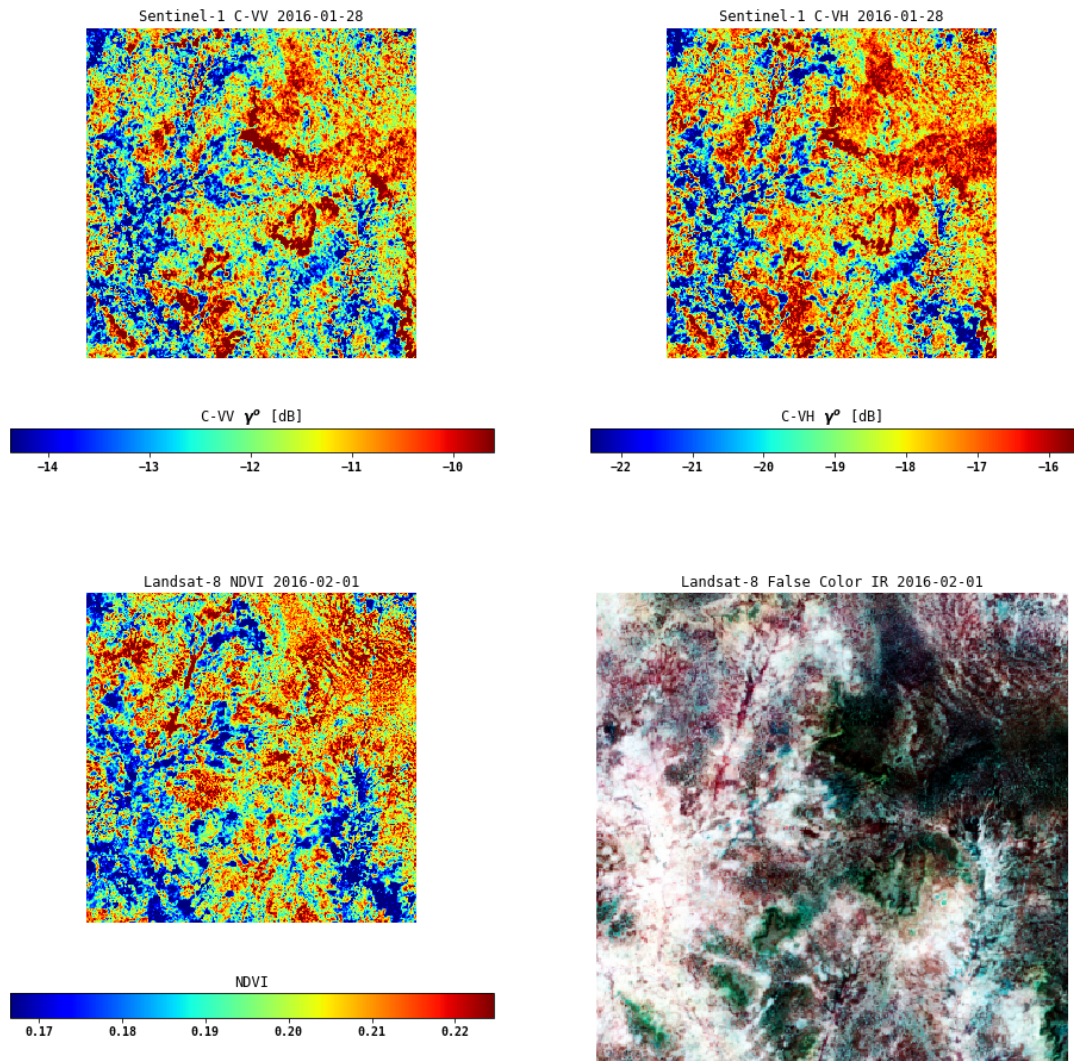 Sentinel-1 C-VV 2016-01-28
Sentinel-1 C-VH 2016-01-28
C-VV γ° [dB]
−14 −13 −12 −11 −10
C-VH γ° [dB]
−22 −21 −20 −19 −18 −17 −16
Landsat-8 NDVI 2016-02-01
Landsat-8 False Color IR 2016-02-01
NDVI
0.17 0.18 0.19 0.20 0.21 0.22